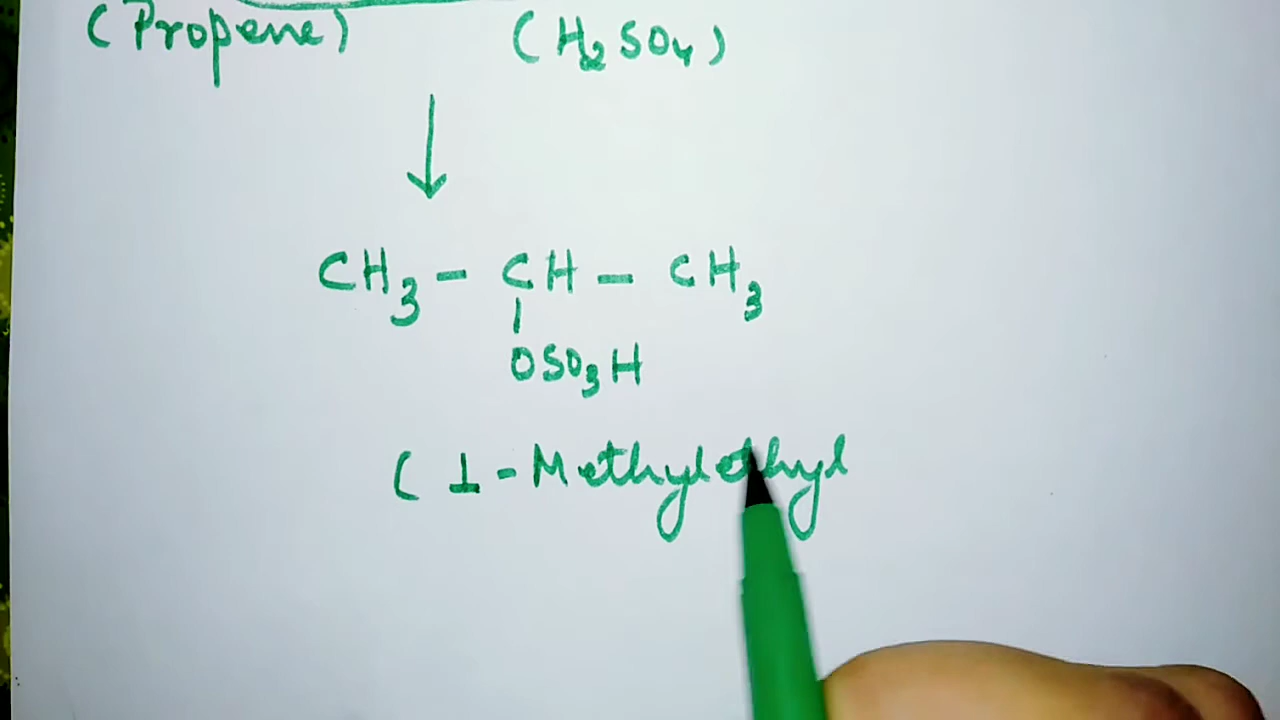 (Propene) (H₂SO₄)
↓
CH₃ - CH - CH₃
|
OSO₃H
( 1 - Methylethyl